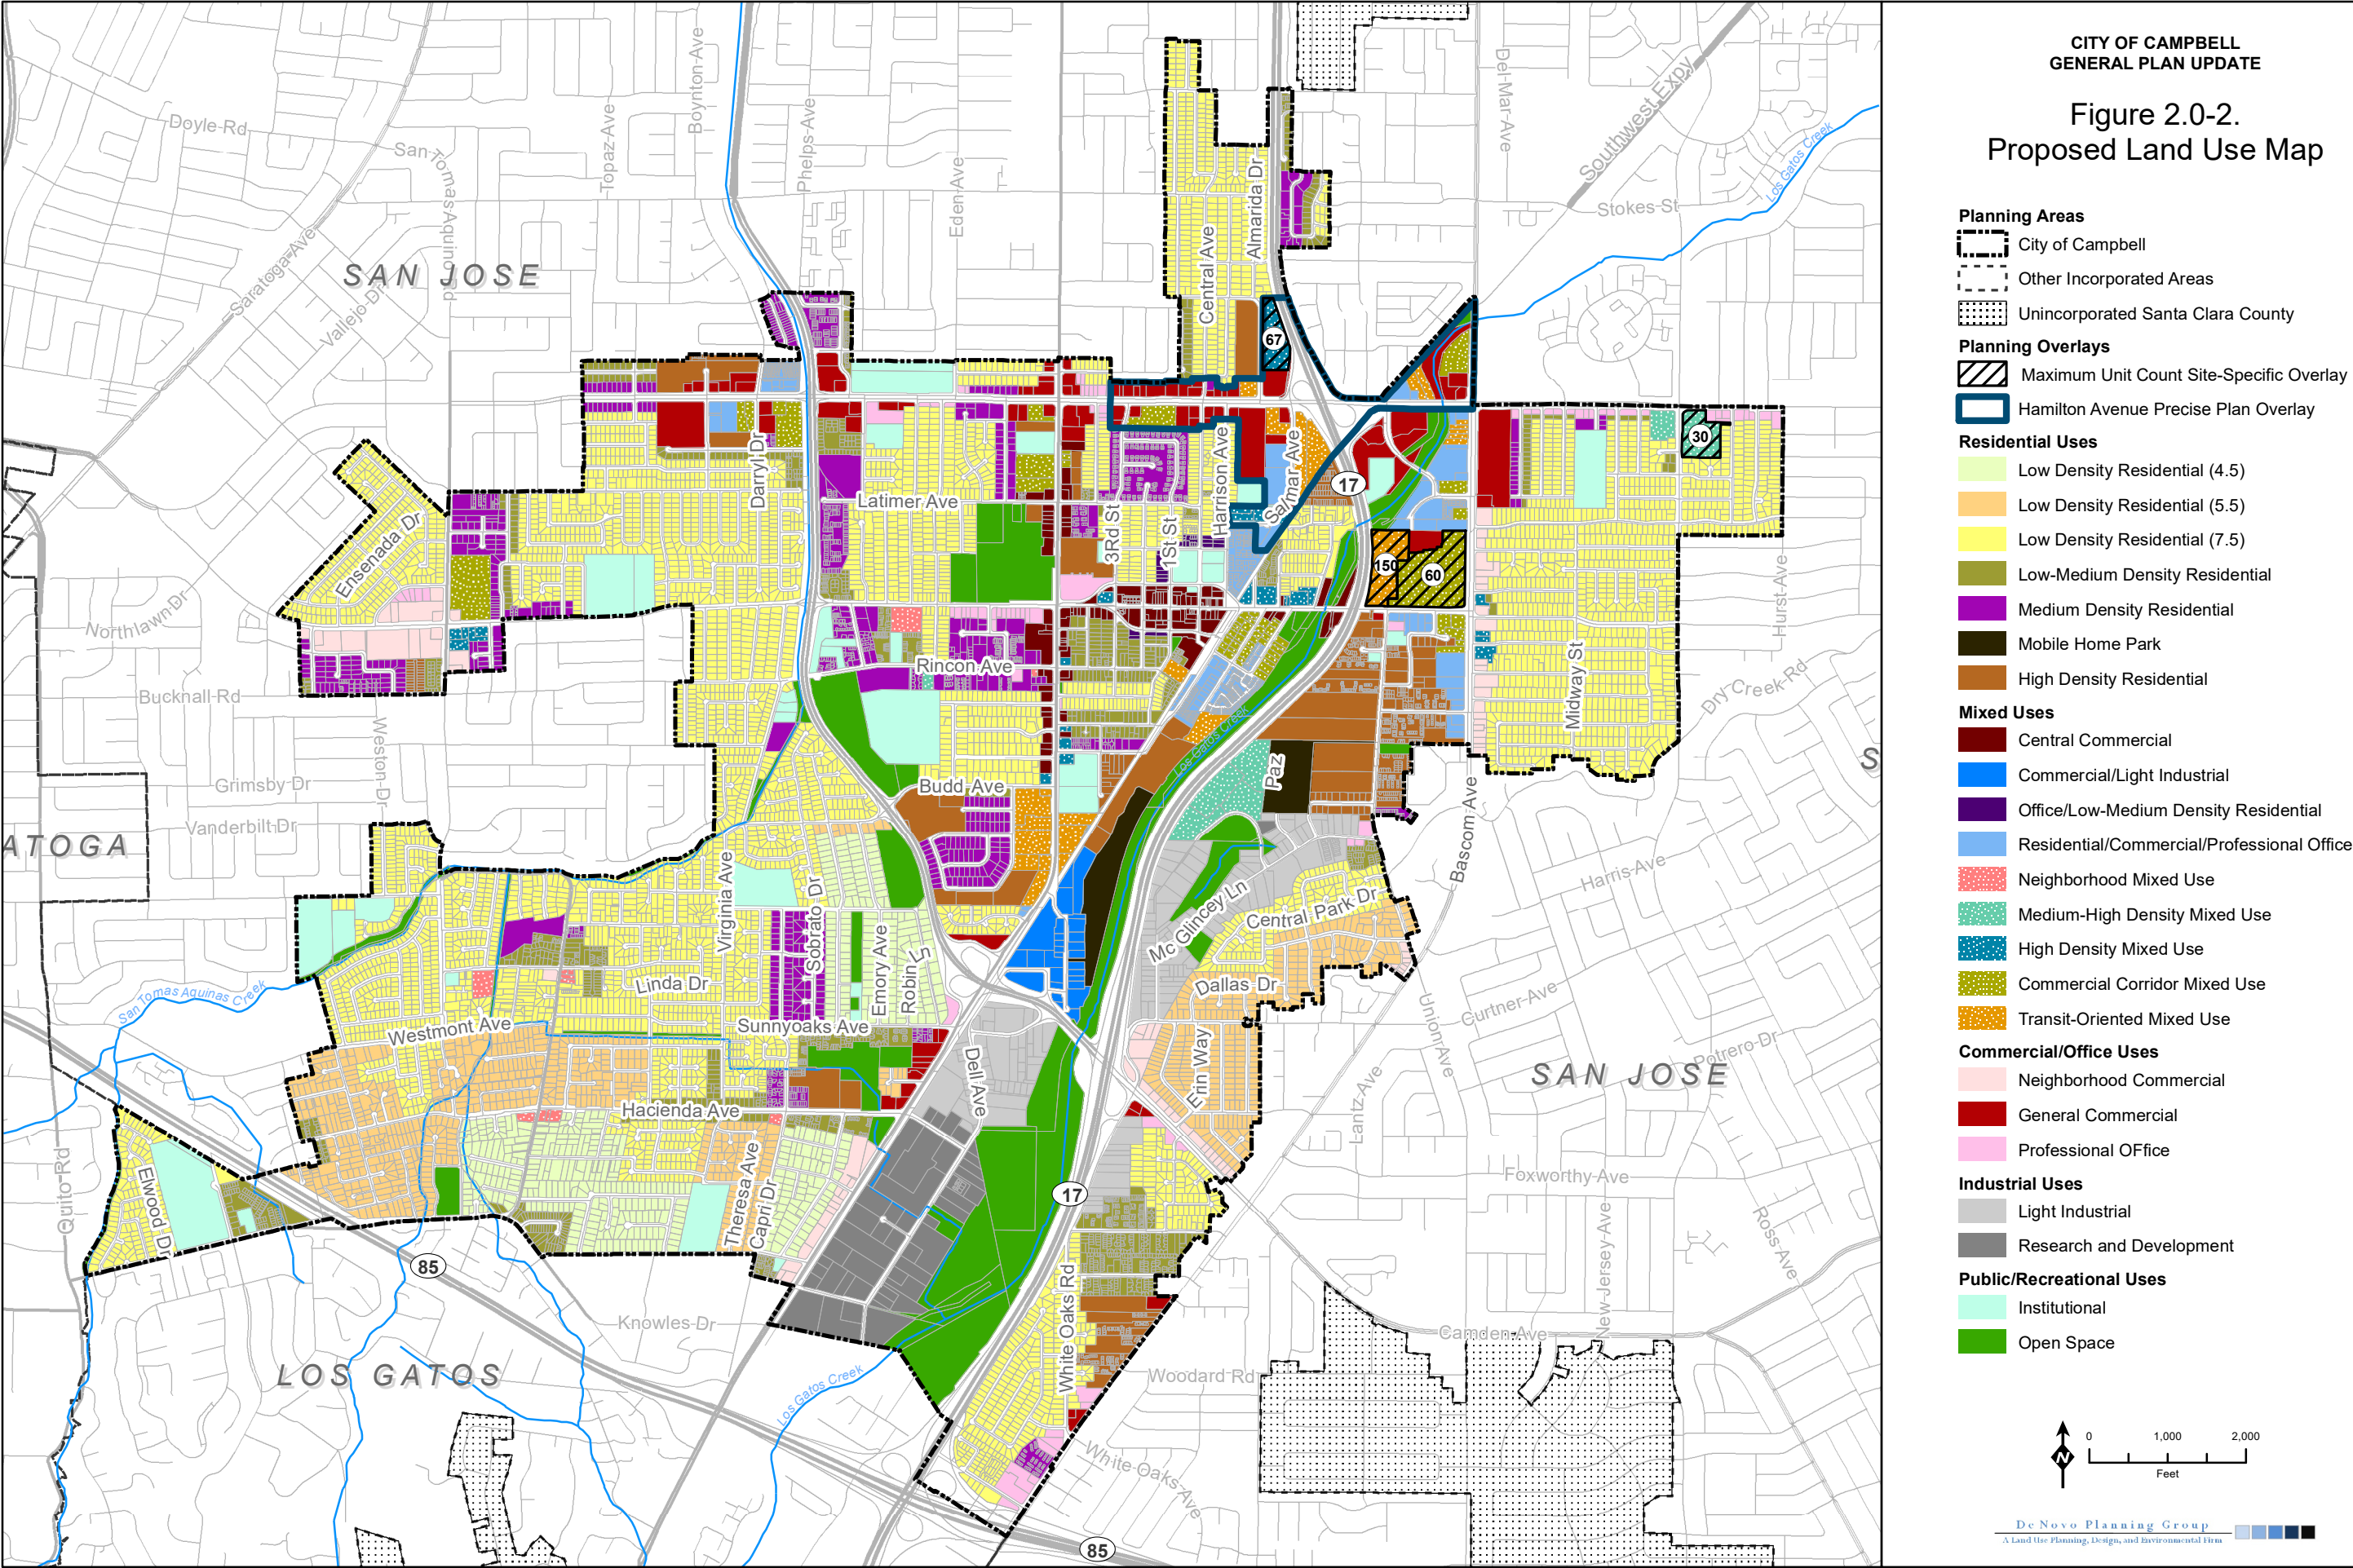 CITY OF CAMPBELL
GENERAL PLAN UPDATE
Figure 2.0-2.
Proposed Land Use Map
Planning Areas
City of Campbell
Other Incorporated Areas
Unincorporated Santa Clara County
Planning Overlays
Maximum Unit Count Site-Specific Overlay
Hamilton Avenue Precise Plan Overlay
Residential Uses
Low Density Residential (4.5)
Low Density Residential (5.5)
Low Density Residential (7.5)
Low-Medium Density Residential
Medium Density Residential
Mobile Home Park
High Density Residential
Mixed Uses
Central Commercial
Commercial/Light Industrial
Office/Low-Medium Density Residential
Residential/Commercial/Professional Office
Neighborhood Mixed Use
Medium-High Density Mixed Use
High Density Mixed Use
Commercial Corridor Mixed Use
Transit-Oriented Mixed Use
Commercial/Office Uses
Neighborhood Commercial
General Commercial
Professional OFfice
Industrial Uses
Light Industrial
Research and Development
Public/Recreational Uses
Institutional
Open Space
N
0 1,000 2,000
Feet
De Novo Planning Group
A Land Use Planning, Design, and Environmental Firm
Doyle Rd
San Tomas Aquino Rd
Topaz Ave
Boynton Ave
Phelps Ave
Eden Ave
Central Ave
Almarida Dr
Del Mar Ave
Southwest Expy
Stokes St
Los Gatos Creek
Saratoga Ave
SAN JOSE
Vallejo Dr
67
30
Darryl Dr
Latimer Ave
Harrison Ave
Salmar Ave
17
3Rd St
1St St
150
60
Ensenada Dr
Northlawn Dr
Hurst Ave
Rincon Ave
Midway St
Dry Creek Rd
Bucknall Rd
Weston Dr
Los Gatos Creek
S
Grimsby Dr
Budd Ave
Paz
Bascom Ave
Vanderbilt Dr
ATOGA
Harris Ave
Virginia Ave
Sobrato Dr
Emory Ave
Robin Ln
Mc Glincey Ln
Central Park Dr
Linda Dr
Dallas Dr
San Tomas Aquinas Creek
Westmont Ave
Sunnyoaks Ave
Curtner Ave
Union Ave
Potrero Dr
SAN JOSE
Dell Ave
Erin Way
Lantz Ave
Hacienda Ave
Quito Rd
Elwood Dr
Theresa Ave
Capri Dr
Foxworthy Ave
17
New Jersey Ave
Ross Ave
85
Knowles Dr
White Oaks Rd
Camden Ave
LOS GATOS
Los Gatos Creek
Woodard Rd
White Oaks Ave
85